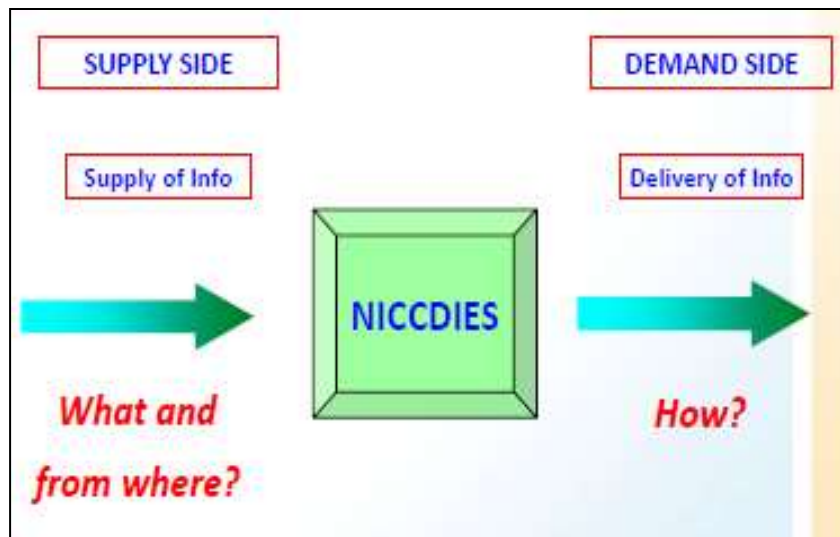 SUPPLY SIDE
DEMAND SIDE
Supply of Info
Delivery of Info
NICCDIES
What and
from where?
How?